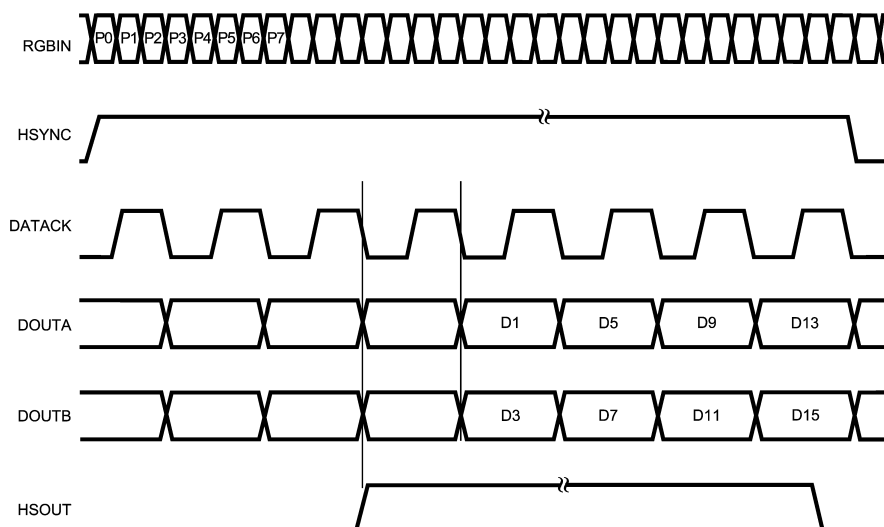 RGBIN P0 P1 P2 P3 P4 P5 P6 P7
HSYNC
DATACK
DOUTA D1 D5 D9 D13
DOUTB D3 D7 D11 D15
HSOUT